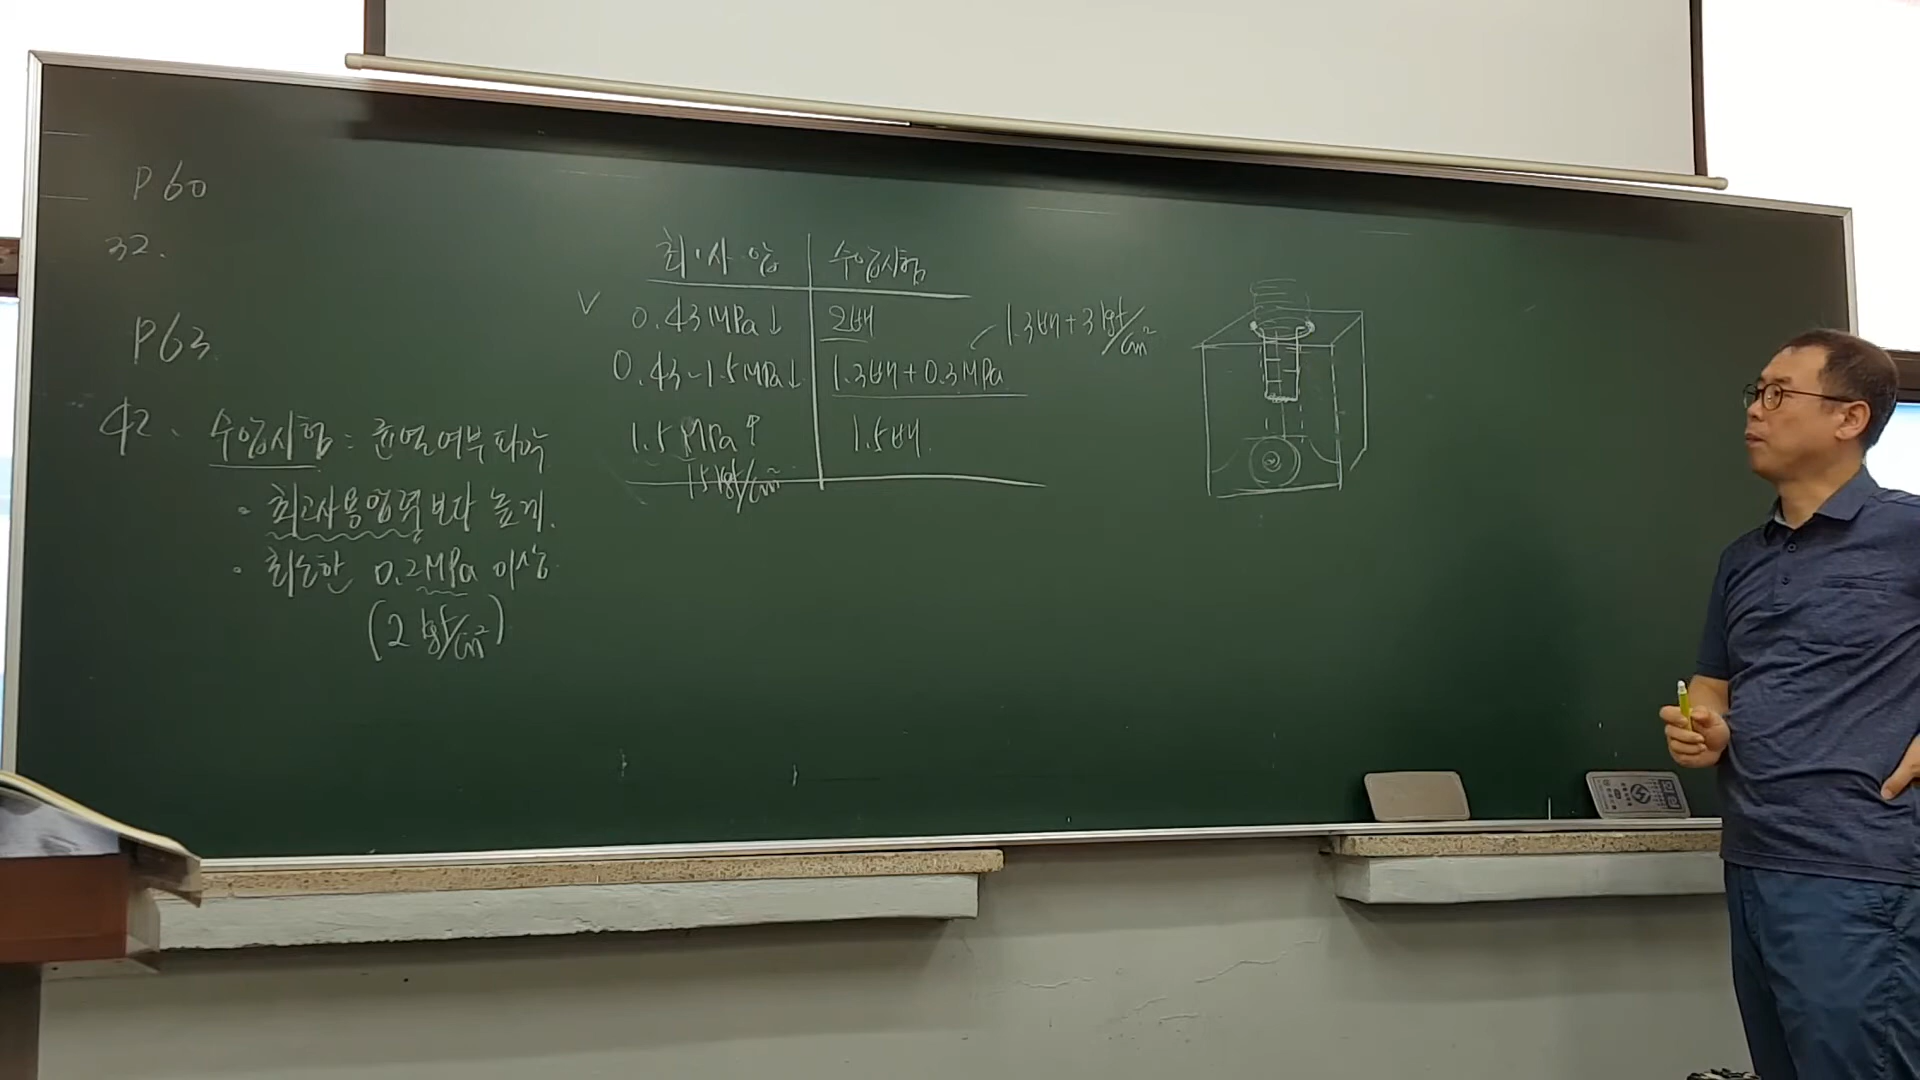 P 60
32.
P63.
42. 수압시험 : 균열여부파악
• 최고사용압력보다 높게.
• 최소한 0.2MPa 이상
(2 kgf/cm²)
최·사 압 수압시험
V 0.43MPa↓ 2배
0.43~1.5MPa↓ 1.3배+0.3MPa
1.3배+3kgf/cm²
1.5MPa↑ 1.5배.
15kgf/cm²